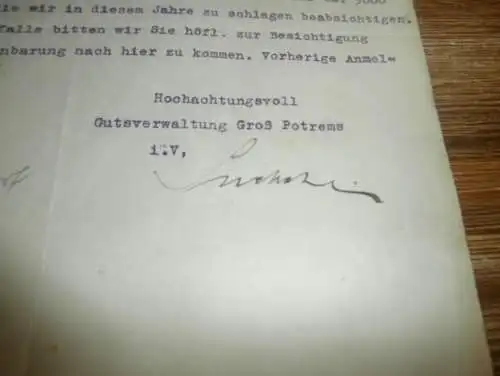 die wir in diesem Jahre zu schlagen beabsichtigen.
falle bitten wir Sie höfl. zur Besichtigung
nbarung nach hier zu kommen. Vorherige Anmel=
Hochachtungsvoll
Gutsverwaltung Groß Potrems
i.V,